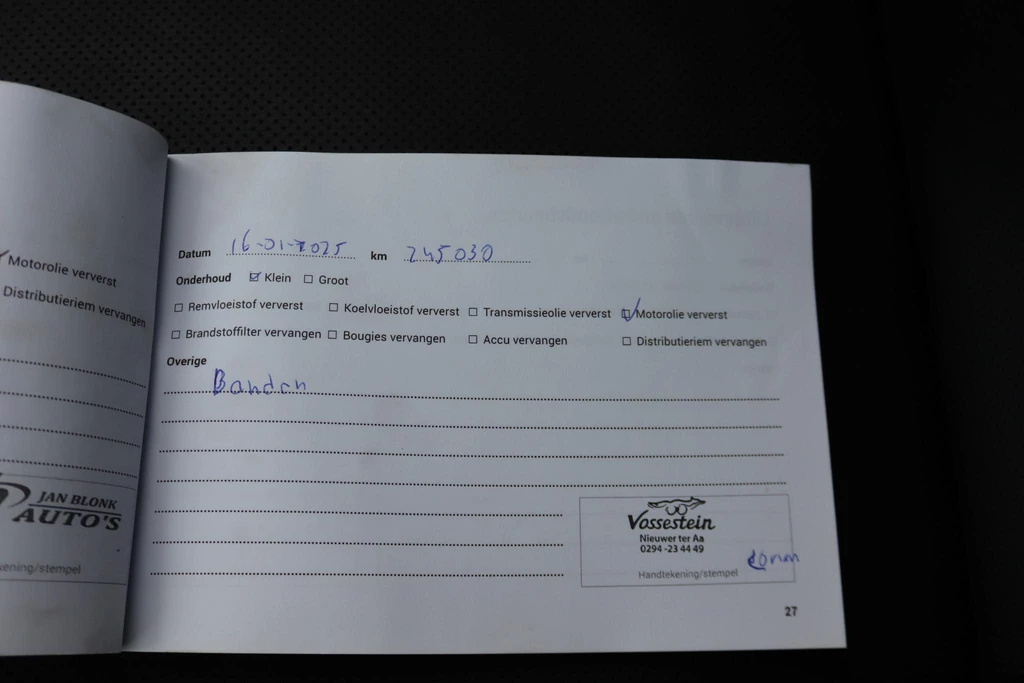 Motorolie ververst
Distributieriem vervangen
JAN BLONK
AUTO'S
kening/stempel
Datum 16-01-2025 km 245030
Onderhoud ☑ Klein ☐ Groot
☐ Remvloeistof ververst ☐ Koelvloeistof ververst ☐ Transmissieolie ververst ☑ Motorolie ververst
☐ Brandstoffilter vervangen ☐ Bougies vervangen ☐ Accu vervangen ☐ Distributieriem vervangen
Overige
Banden
Vossestein
Nieuwer ter Aa
0294 -23 44 49
Handtekening/stempel
27